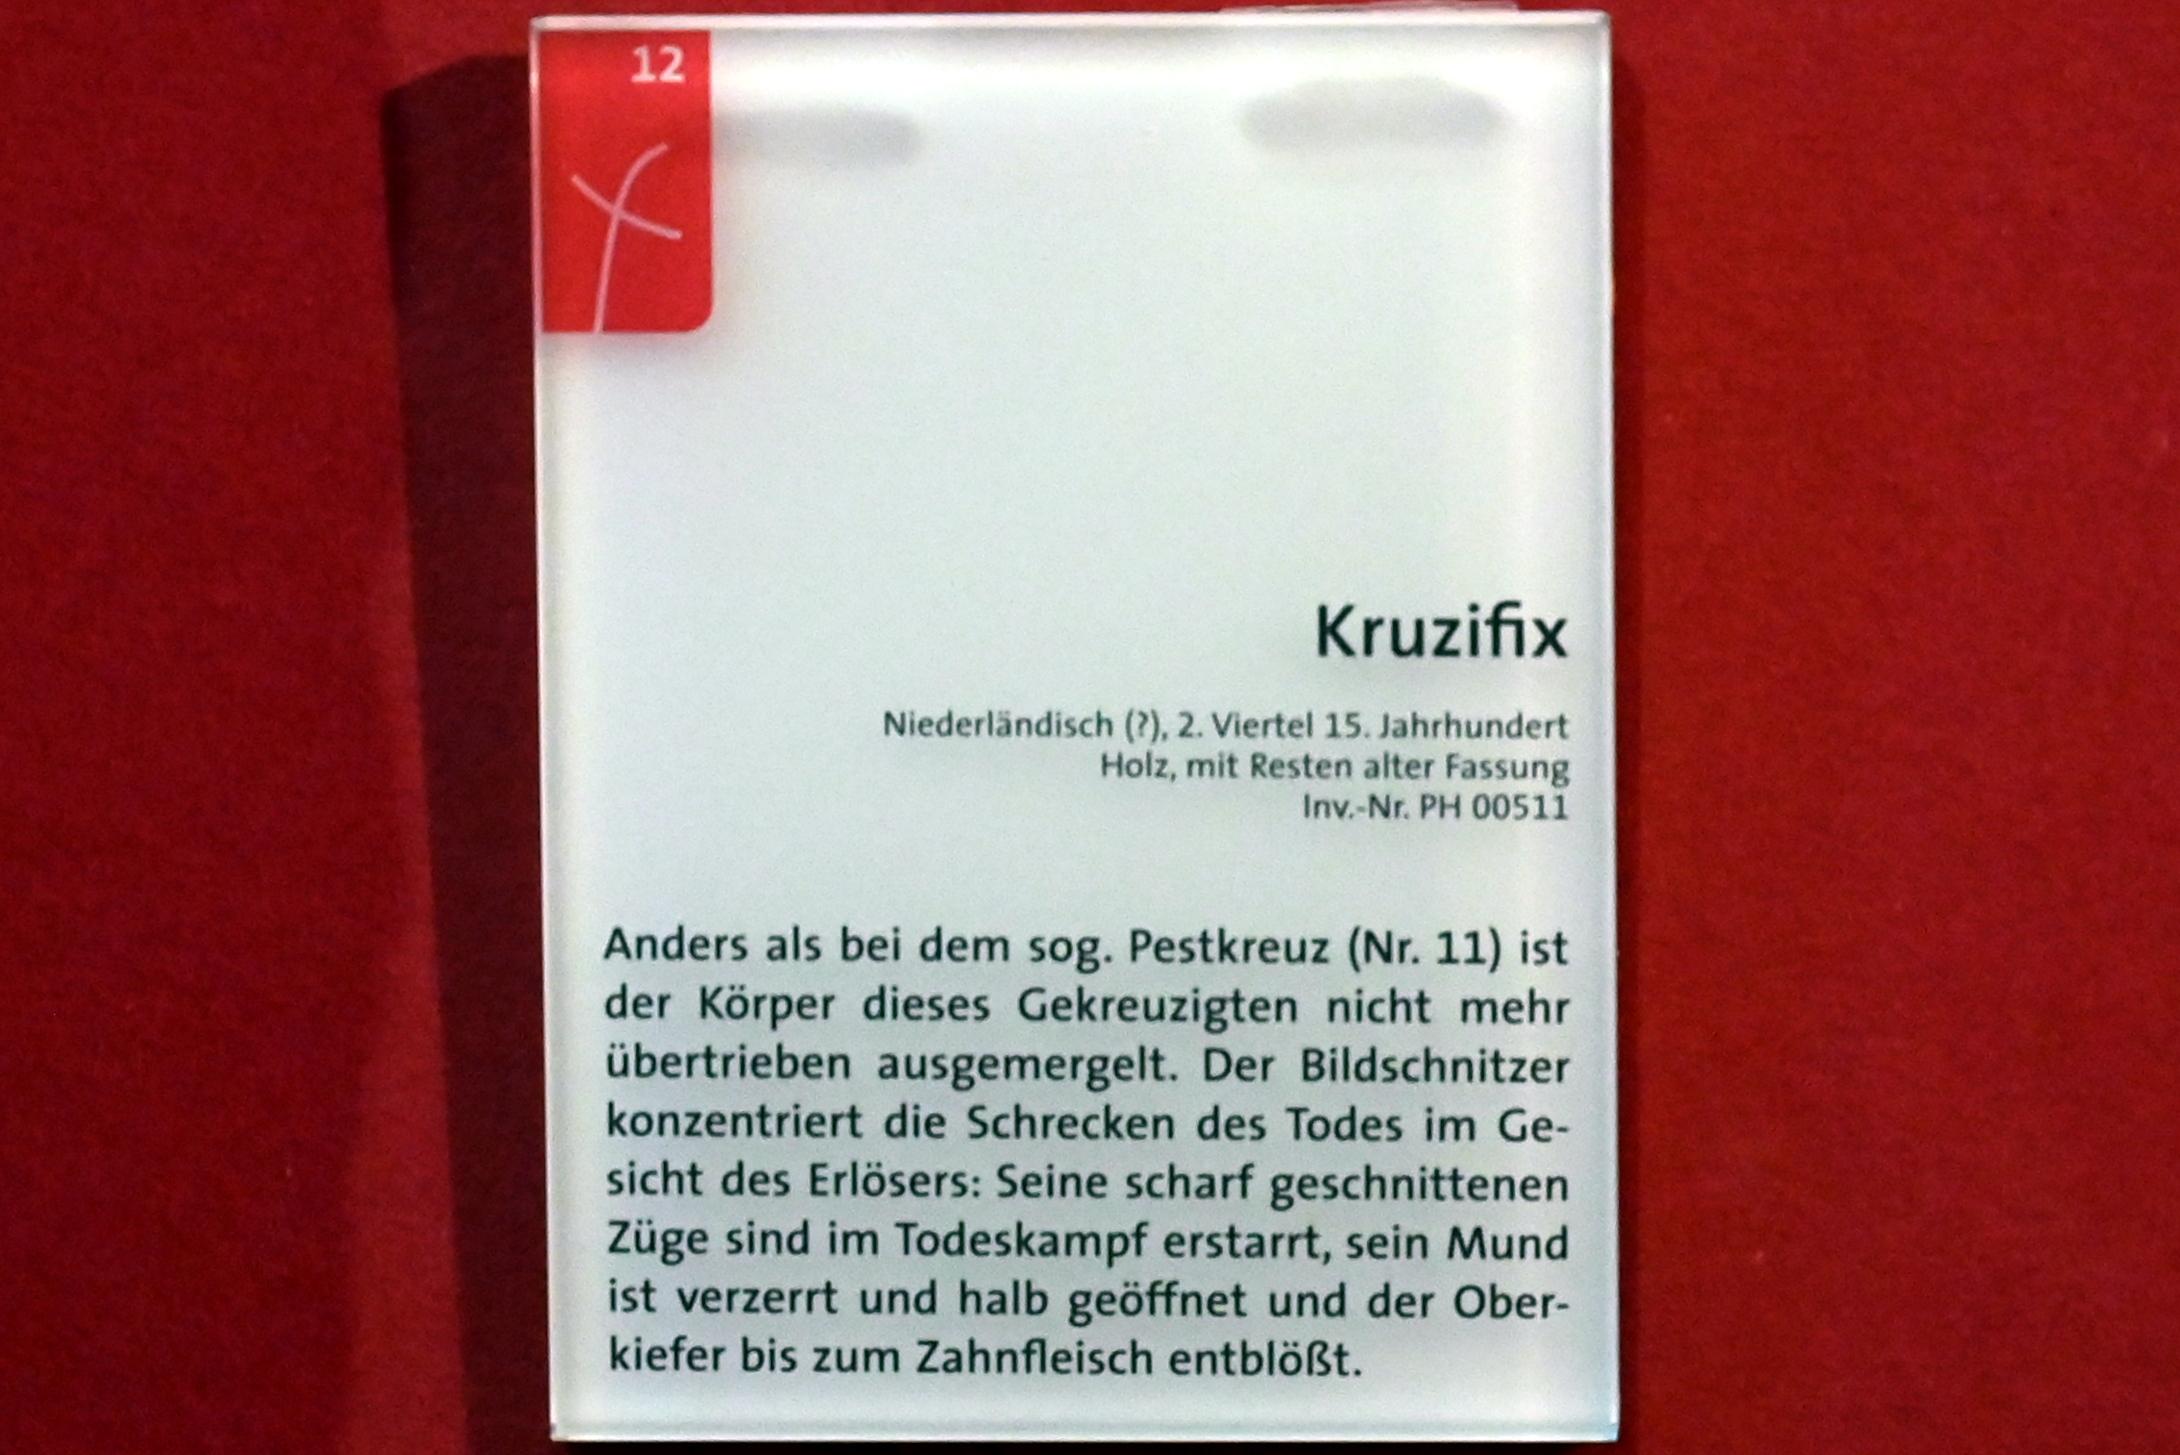 12
Kruzifix
Niederländisch (?), 2. Viertel 15. Jahrhundert
Holz, mit Resten alter Fassung
Inv.-Nr. PH 00511
Anders als bei dem sog. Pestkreuz (Nr. 11) ist
der Körper dieses Gekreuzigten nicht mehr
übertrieben ausgemergelt. Der Bildschnitzer
konzentriert die Schrecken des Todes im Ge-
sicht des Erlösers: Seine scharf geschnittenen
Züge sind im Todeskampf erstarrt, sein Mund
ist verzerrt und halb geöffnet und der Ober-
kiefer bis zum Zahnfleisch entblößt.